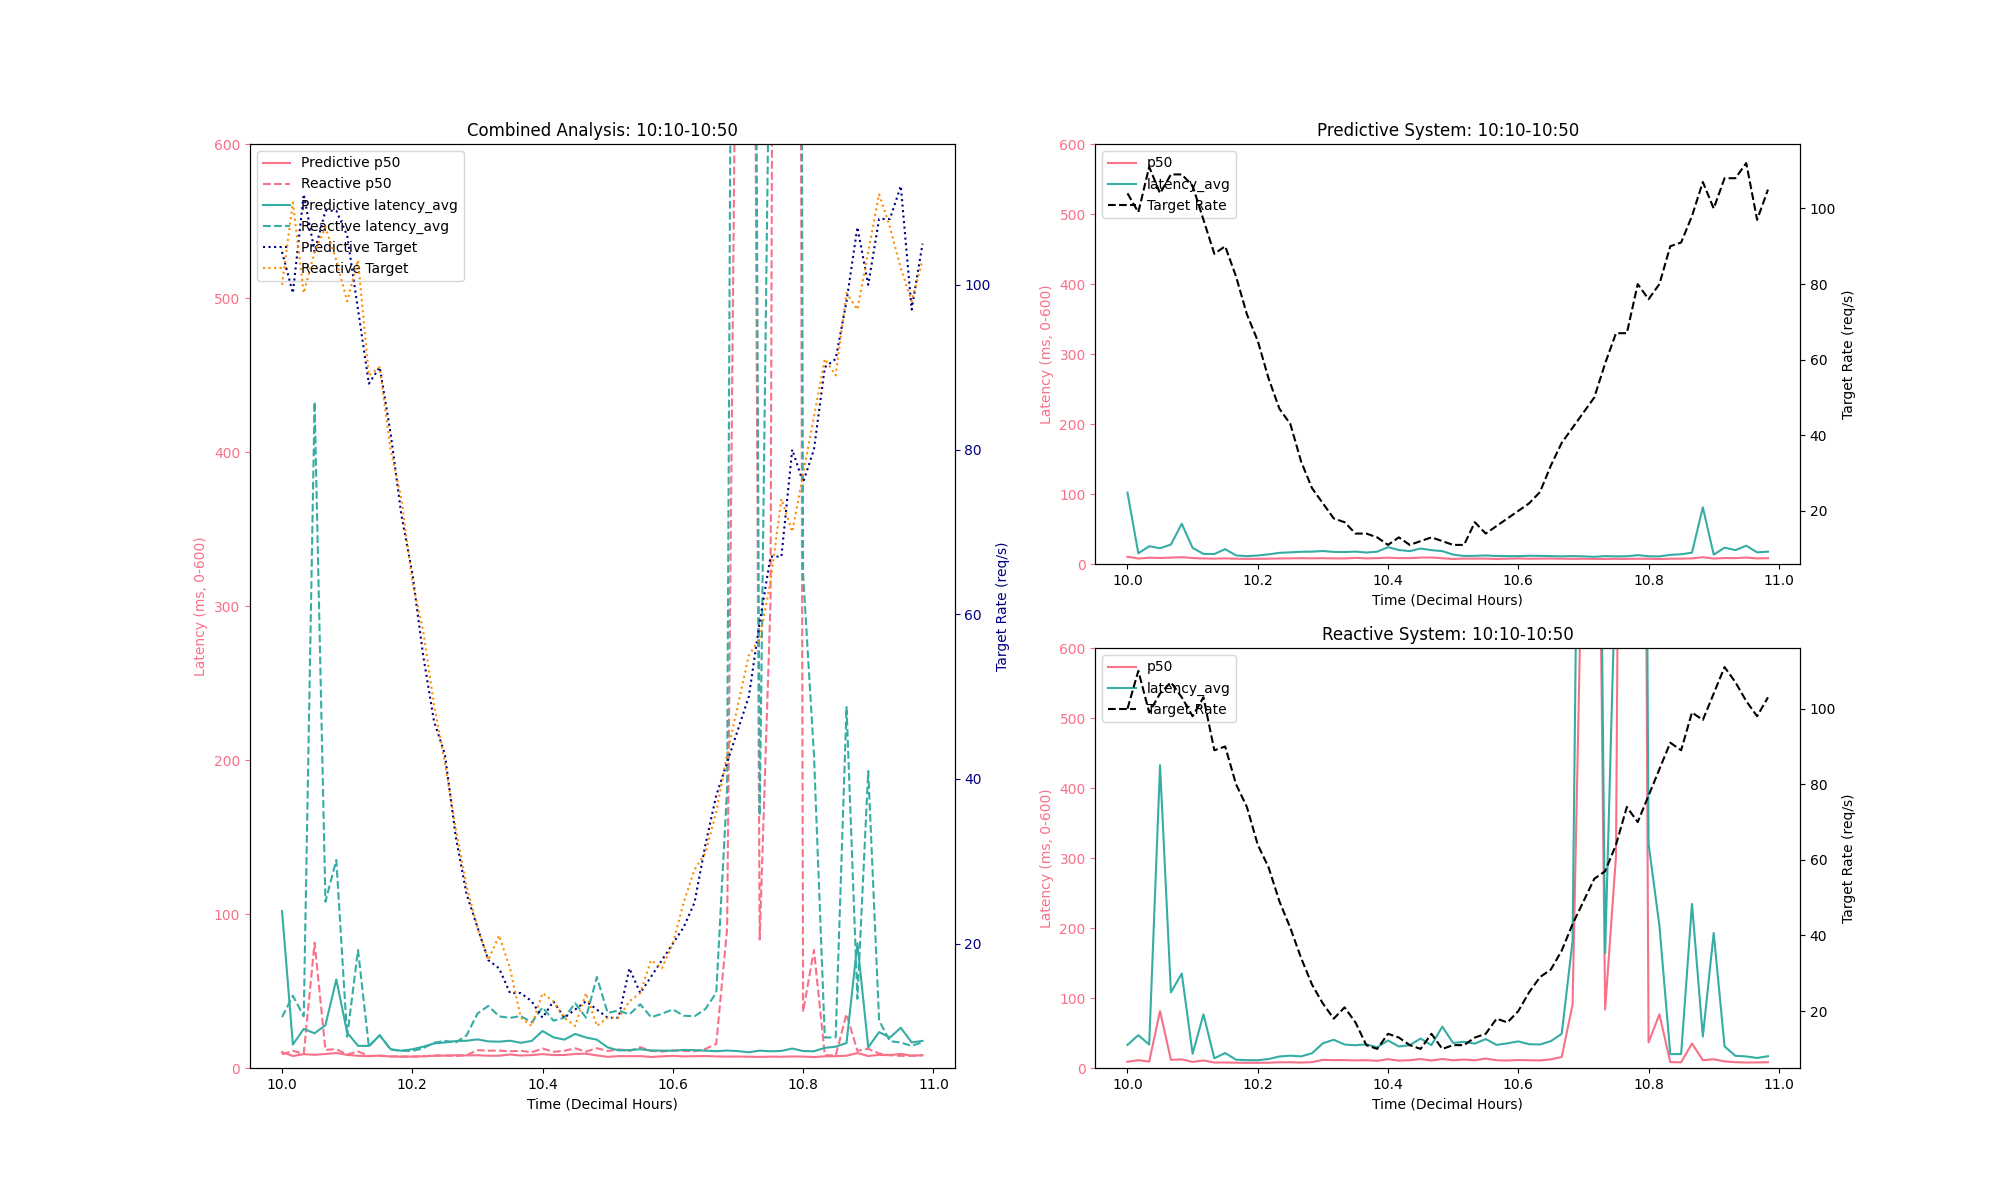 Combined Analysis: 10:10-10:50
Predictive p50
Reactive p50
Predictive latency_avg
Reactive latency_avg
Predictive Target
Reactive Target
600
500
400
300
200
100
0
Latency (ms, 0-600)
100
80
60
40
20
Target Rate (req/s)
10.0 10.2 10.4 10.6 10.8 11.0
Time (Decimal Hours)
Predictive System: 10:10-10:50
p50
latency_avg
Target Rate
600
500
400
300
200
100
0
Latency (ms, 0-600)
100
80
60
40
20
Target Rate (req/s)
10.0 10.2 10.4 10.6 10.8 11.0
Time (Decimal Hours)
Reactive System: 10:10-10:50
p50
latency_avg
Target Rate
600
500
400
300
200
100
0
Latency (ms, 0-600)
100
80
60
40
20
Target Rate (req/s)
10.0 10.2 10.4 10.6 10.8 11.0
Time (Decimal Hours)